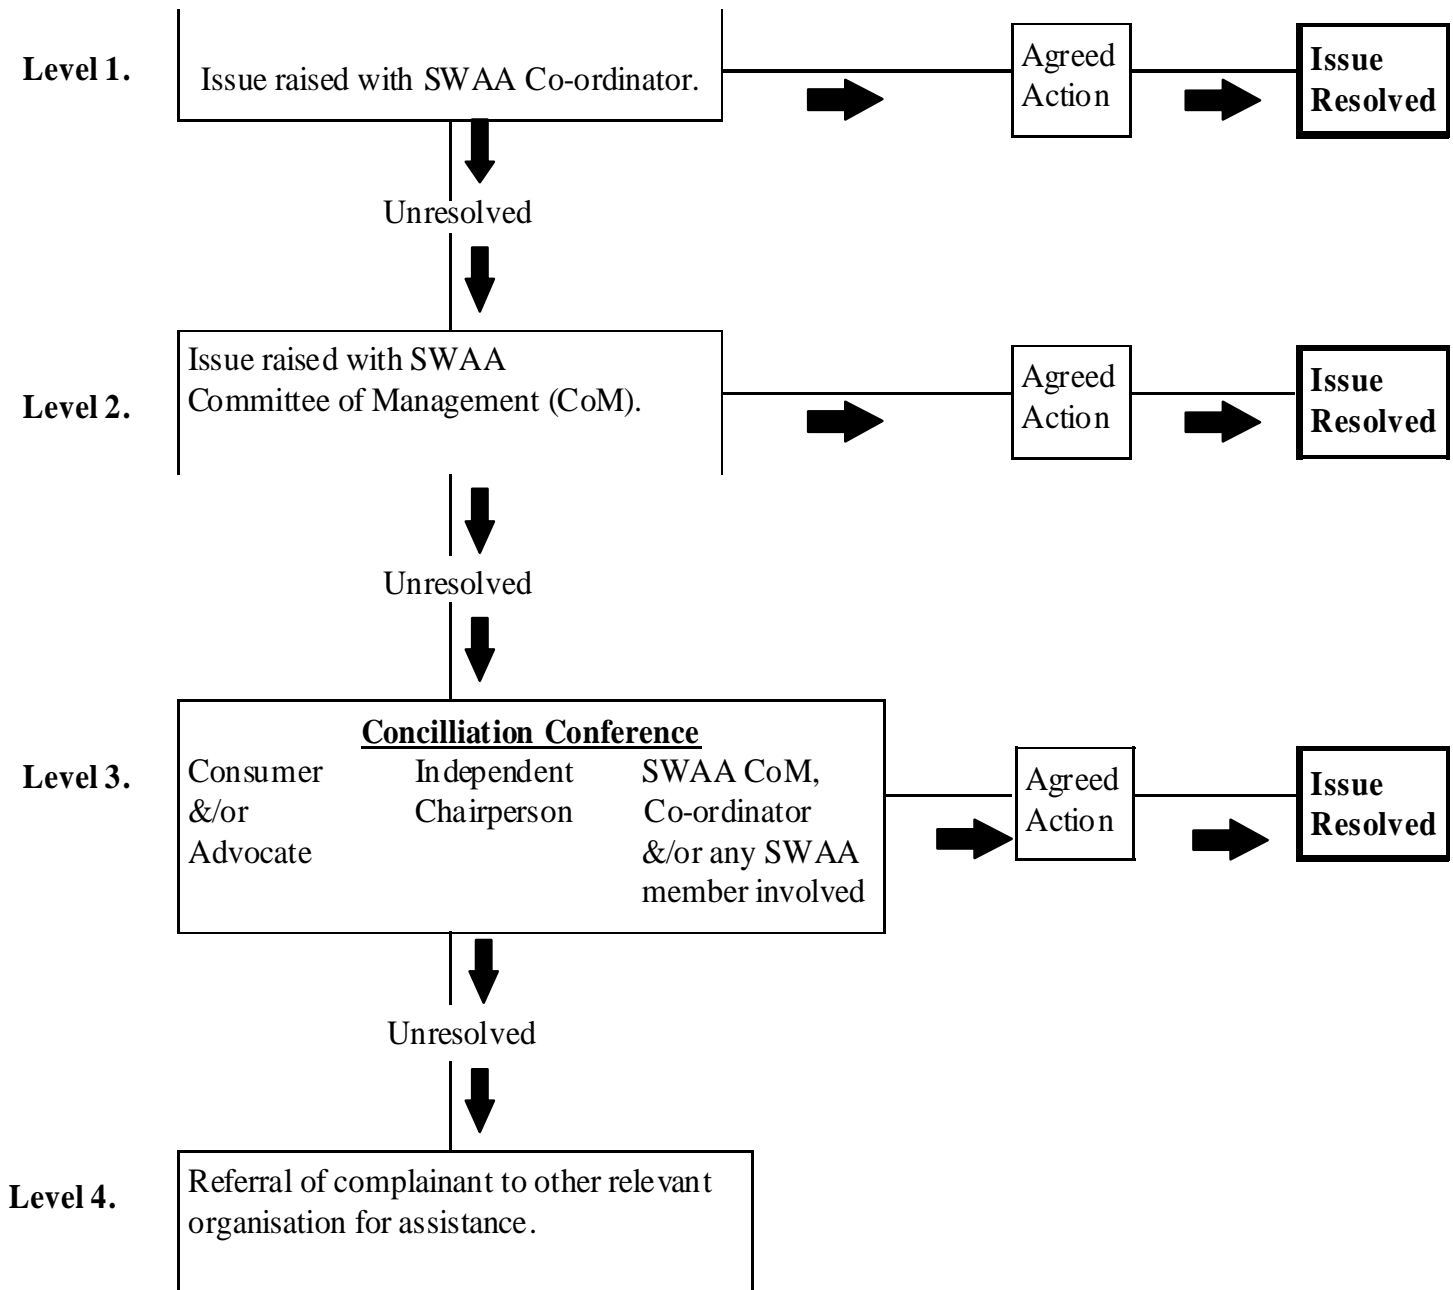 Level 1.
Issue raised with SWAA Co-ordinator.
Agreed
Action
Issue
Resolved
Unresolved
Level 2.
Issue raised with SWAA
Committee of Management (CoM).
Agreed
Action
Issue
Resolved
Unresolved
Level 3.
Concilliation Conference
Consumer
&/or
Advocate
Independent
Chairperson
SWAA CoM,
Co-ordinator
&/or any SWAA
member involved
Agreed
Action
Issue
Resolved
Unresolved
Level 4.
Referral of complainant to other relevant
organisation for assistance.